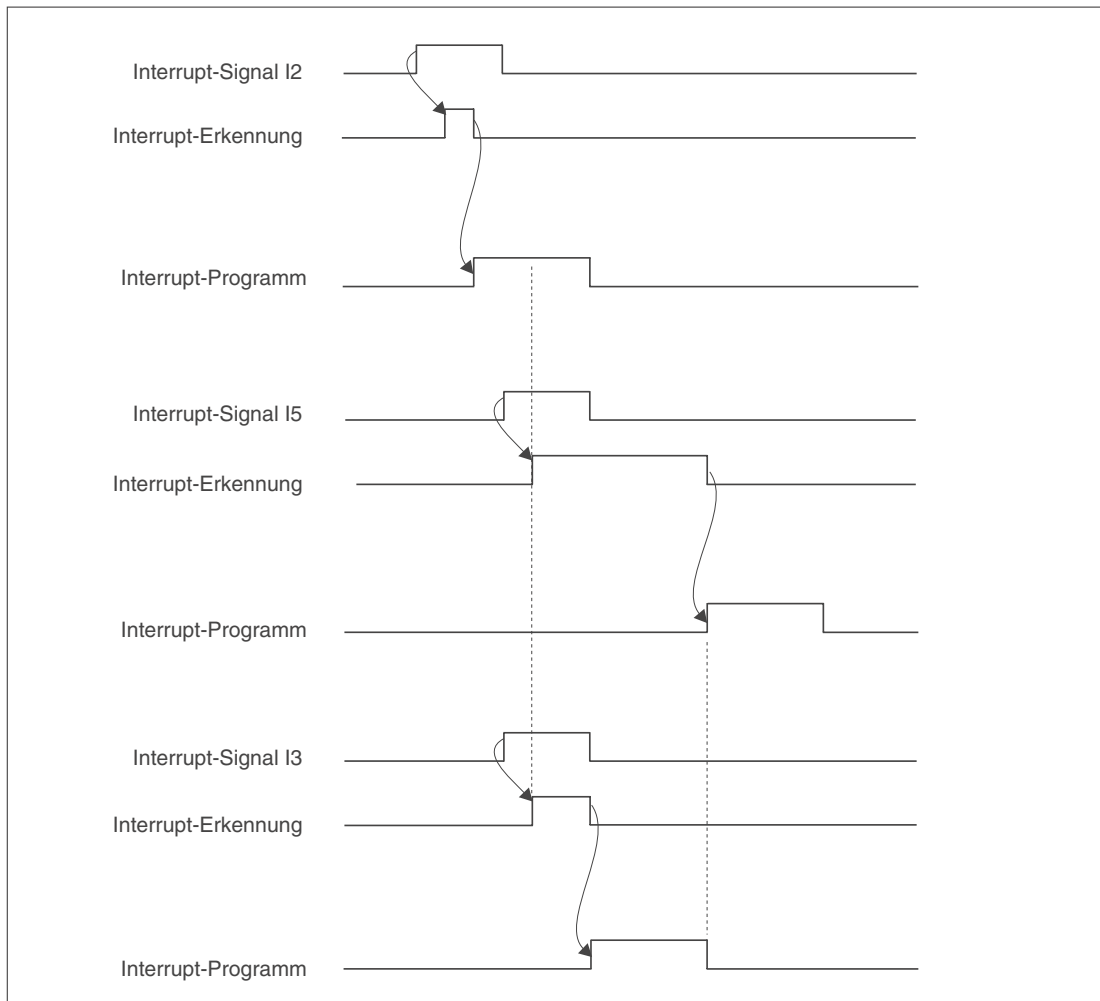 Interrupt-Signal I2
Interrupt-Erkennung
Interrupt-Programm
Interrupt-Signal I5
Interrupt-Erkennung
Interrupt-Programm
Interrupt-Signal I3
Interrupt-Erkennung
Interrupt-Programm